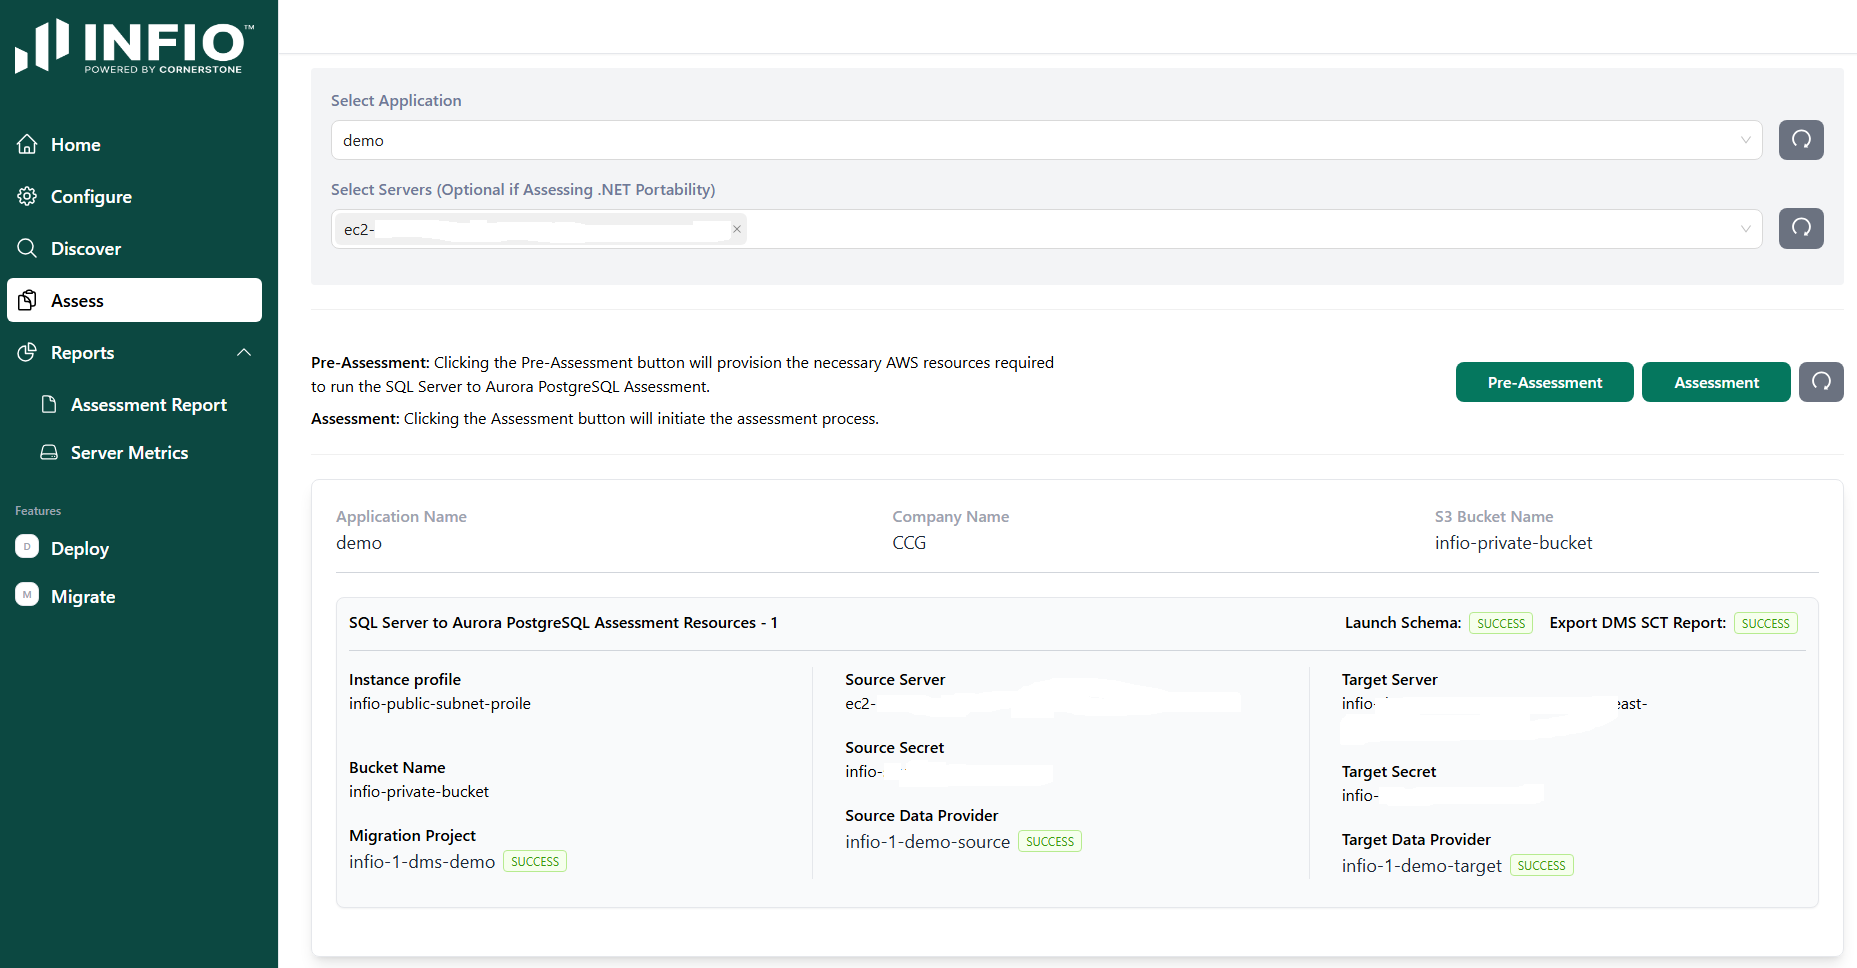 INFIO™
POWERED BY CORNERSTONE
Home
Configure
Discover
Assess
Reports
Assessment Report
Server Metrics
Features
D Deploy
M Migrate
Select Application
demo
Select Servers (Optional if Assessing .NET Portability)
ec2-
Pre-Assessment: Clicking the Pre-Assessment button will provision the necessary AWS resources required
to run the SQL Server to Aurora PostgreSQL Assessment.
Assessment: Clicking the Assessment button will initiate the assessment process.
Pre-Assessment
Assessment
Application Name
demo
Company Name
CCG
S3 Bucket Name
infio-private-bucket
SQL Server to Aurora PostgreSQL Assessment Resources - 1
Launch Schema: SUCCESS Export DMS SCT Report: SUCCESS
Instance profile
infio-public-subnet-proile
Bucket Name
infio-private-bucket
Migration Project
infio-1-dms-demo SUCCESS
Source Server
ec2-
Source Secret
infio-
Source Data Provider
infio-1-demo-source SUCCESS
Target Server
infio- east-
Target Secret
infio-
Target Data Provider
infio-1-demo-target SUCCESS